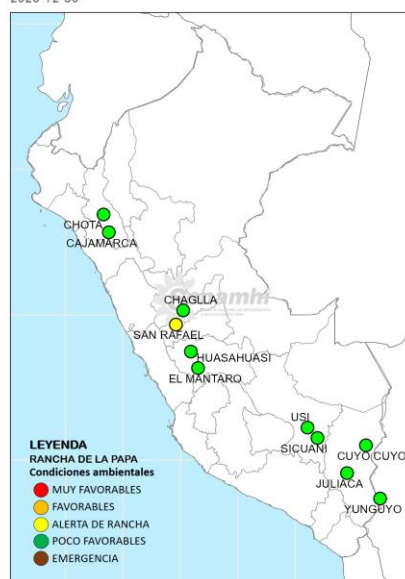 CHOTA
CAJAMARCA
CHAGLLA
SAN RAFAEL
HUASAHUASI
EL MANTARO
USI
SICUANI
CUYO CUYO
JULIACA
YUNGUYO
LEYENDA
RANCHA DE LA PAPA
Condiciones ambientales
MUY FAVORABLES
FAVORABLES
ALERTA DE RANCHA
POCO FAVORABLES
EMERGENCIA